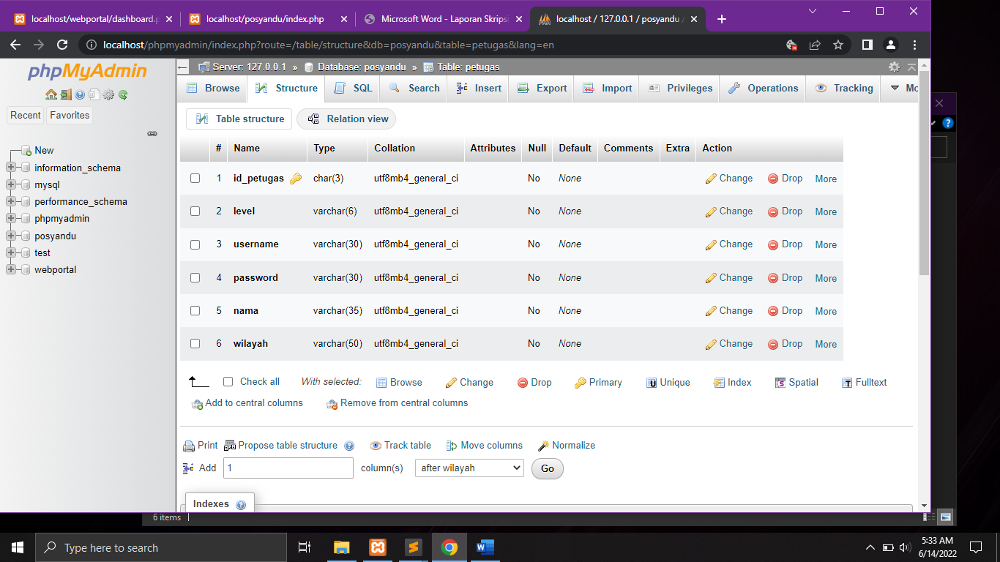 localhost/webportal/dashboard.p
localhost/posyandu/index.php
Microsoft Word - Laporan Skrips
localhost / 127.0.0.1 / posyandu /
localhost/phpmyadmin/index.php?route=/table/structure&db=posyandu&table=petugas&lang=en
phpMyAdmin
Recent Favorites
New
information_schema
mysql
performance_schema
phpmyadmin
posyandu
test
webportal
Server: 127.0.0.1 » Database: posyandu » Table: petugas
Browse Structure SQL Search Insert Export Import Privileges Operations Tracking Mo
Table structure Relation view
# Name Type Collation Attributes Null Default Comments Extra Action
1 id_petugas char(3) utf8mb4_general_ci No None Change Drop More
2 level varchar(6) utf8mb4_general_ci No None Change Drop More
3 username varchar(30) utf8mb4_general_ci No None Change Drop More
4 password varchar(30) utf8mb4_general_ci No None Change Drop More
5 nama varchar(35) utf8mb4_general_ci No None Change Drop More
6 wilayah varchar(50) utf8mb4_general_ci No None Change Drop More
Check all With selected: Browse Change Drop Primary Unique Index Spatial Fulltext
Add to central columns Remove from central columns
Print Propose table structure Track table Move columns Normalize
Add 1 column(s) after wilayah Go
Indexes
6 items
Type here to search
5:33 AM
6/14/2022